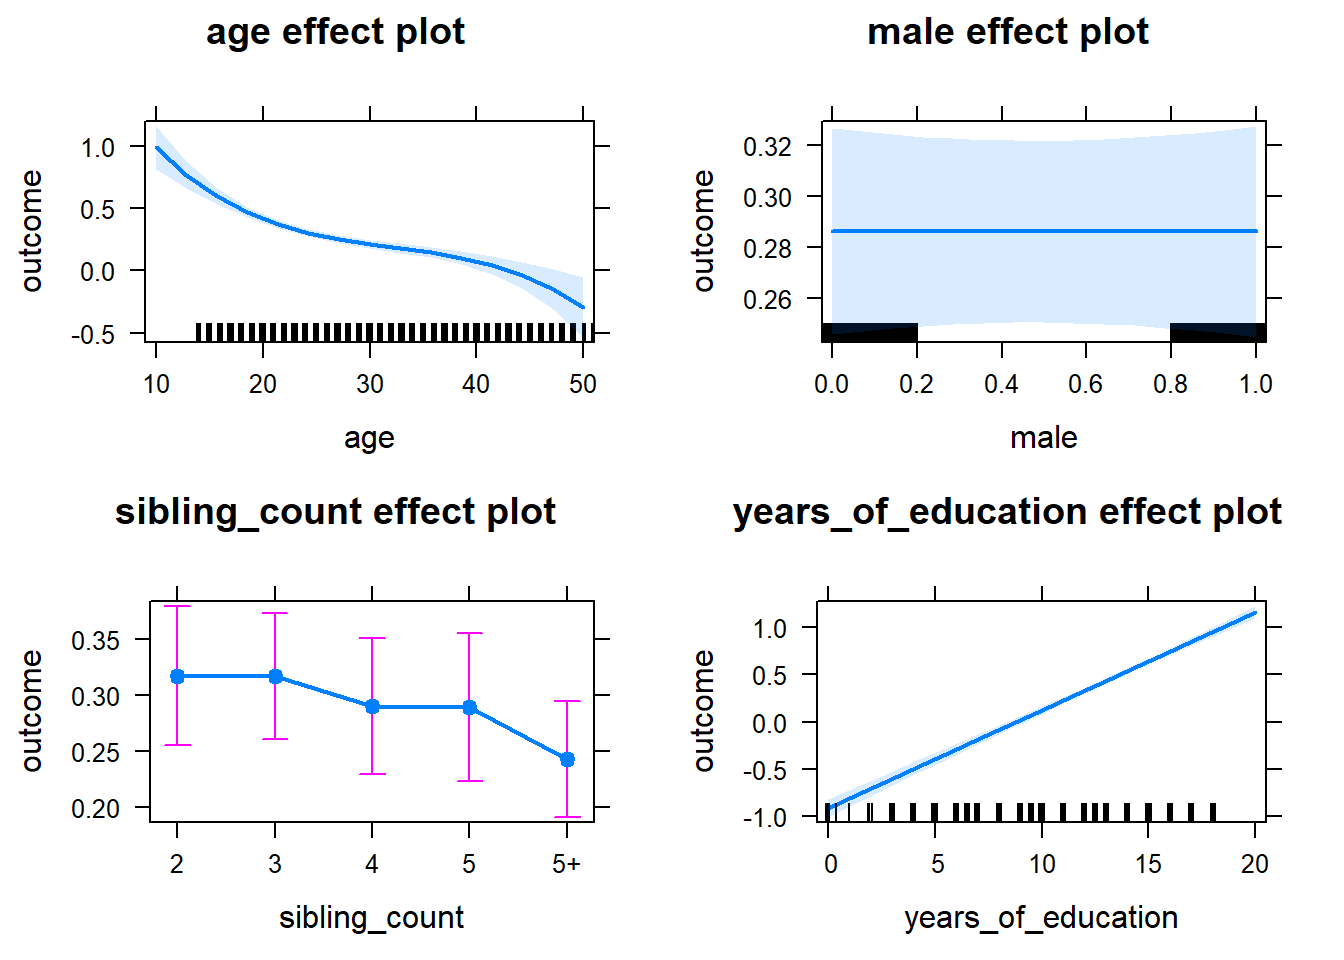 age effect plot
outcome
1.0
0.5
0.0
-0.5
10 20 30 40 50
age
male effect plot
outcome
0.32
0.30
0.28
0.26
0.0 0.2 0.4 0.6 0.8 1.0
male
sibling_count effect plot
outcome
0.35
0.30
0.25
0.20
2 3 4 5 5+
sibling_count
years_of_education effect plot
outcome
1.0
0.5
0.0
-0.5
-1.0
0 5 10 15 20
years_of_education